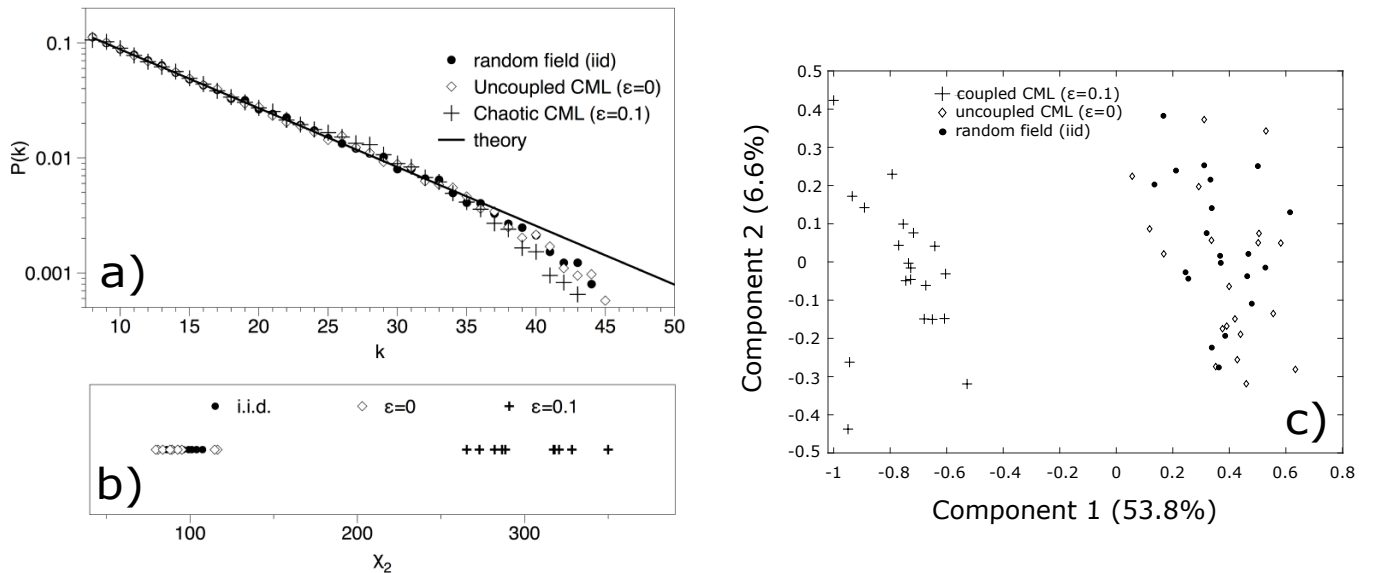 0.1
0.01
0.001
P(k)
random field (iid)
Uncoupled CML (ε=0)
Chaotic CML (ε=0.1)
theory
a)
10 15 20 25 30 35 40 45 50
k
i.i.d. ε=0 ε=0.1
b)
100 200 300
χ2
0.5
0.4
0.3
0.2
0.1
0
-0.1
-0.2
-0.3
-0.4
-0.5
Component 2 (6.6%)
coupled CML (ε=0.1)
uncoupled CML (ε=0)
random field (iid)
c)
-1 -0.8 -0.6 -0.4 -0.2 0 0.2 0.4 0.6 0.8
Component 1 (53.8%)